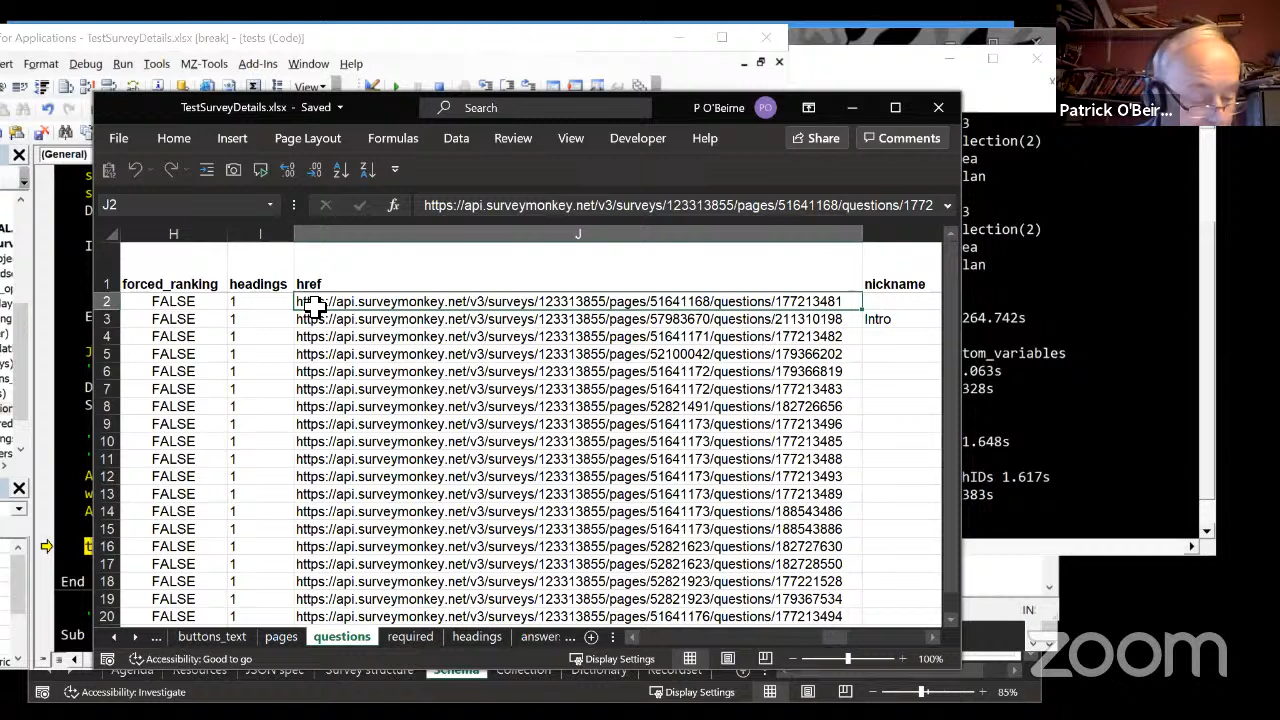 for Applications - TestSurveyDetails.xlsx [break] - [tests (Code)]
Format Debug Run Tools MZ-Tools Add-Ins Window Help
View
(General)
TestSurveyDetails.xlsx - Saved
Search
P O'Beirne PO
File Home Insert Page Layout Formulas Data Review View Developer Help
Share Comments
J2 fx https://api.surveymonkey.net/v3/surveys/123313855/pages/51641168/questions/1772
H I J
1 forced_ranking headings href nickname
2 FALSE 1 https://api.surveymonkey.net/v3/surveys/123313855/pages/51641168/questions/177213481
3 FALSE 1 https://api.surveymonkey.net/v3/surveys/123313855/pages/57983670/questions/211310198 Intro
4 FALSE 1 https://api.surveymonkey.net/v3/surveys/123313855/pages/51641171/questions/177213482
5 FALSE 1 https://api.surveymonkey.net/v3/surveys/123313855/pages/52100042/questions/179366202
6 FALSE 1 https://api.surveymonkey.net/v3/surveys/123313855/pages/51641172/questions/179366819
7 FALSE 1 https://api.surveymonkey.net/v3/surveys/123313855/pages/51641172/questions/177213483
8 FALSE 1 https://api.surveymonkey.net/v3/surveys/123313855/pages/52821491/questions/182726656
9 FALSE 1 https://api.surveymonkey.net/v3/surveys/123313855/pages/51641173/questions/177213496
10 FALSE 1 https://api.surveymonkey.net/v3/surveys/123313855/pages/51641173/questions/177213485
11 FALSE 1 https://api.surveymonkey.net/v3/surveys/123313855/pages/51641173/questions/177213488
12 FALSE 1 https://api.surveymonkey.net/v3/surveys/123313855/pages/51641173/questions/177213493
13 FALSE 1 https://api.surveymonkey.net/v3/surveys/123313855/pages/51641173/questions/177213489
14 FALSE 1 https://api.surveymonkey.net/v3/surveys/123313855/pages/51641173/questions/188543486
15 FALSE 1 https://api.surveymonkey.net/v3/surveys/123313855/pages/51641173/questions/188543886
16 FALSE 1 https://api.surveymonkey.net/v3/surveys/123313855/pages/52821623/questions/182727630
17 FALSE 1 https://api.surveymonkey.net/v3/surveys/123313855/pages/52821623/questions/182728550
18 FALSE 1 https://api.surveymonkey.net/v3/surveys/123313855/pages/52821923/questions/177221528
19 FALSE 1 https://api.surveymonkey.net/v3/surveys/123313855/pages/52821923/questions/179367534
20 FALSE 1 https://api.surveymonkey.net/v3/surveys/123313855/pages/51641176/questions/177213494
... buttons_text pages questions required headings answer ...
Accessibility: Good to go Display Settings 100%
End
Sub
Schema
Accessibility: Investigate Display Settings 85%
Patrick O'Beir...
3
lection(2)
ea
lan
3
lection(2)
ea
lan
264.742s
tom_variables
.063s
328s
1.648s
hIDs 1.617s
383s
IN:
zoom